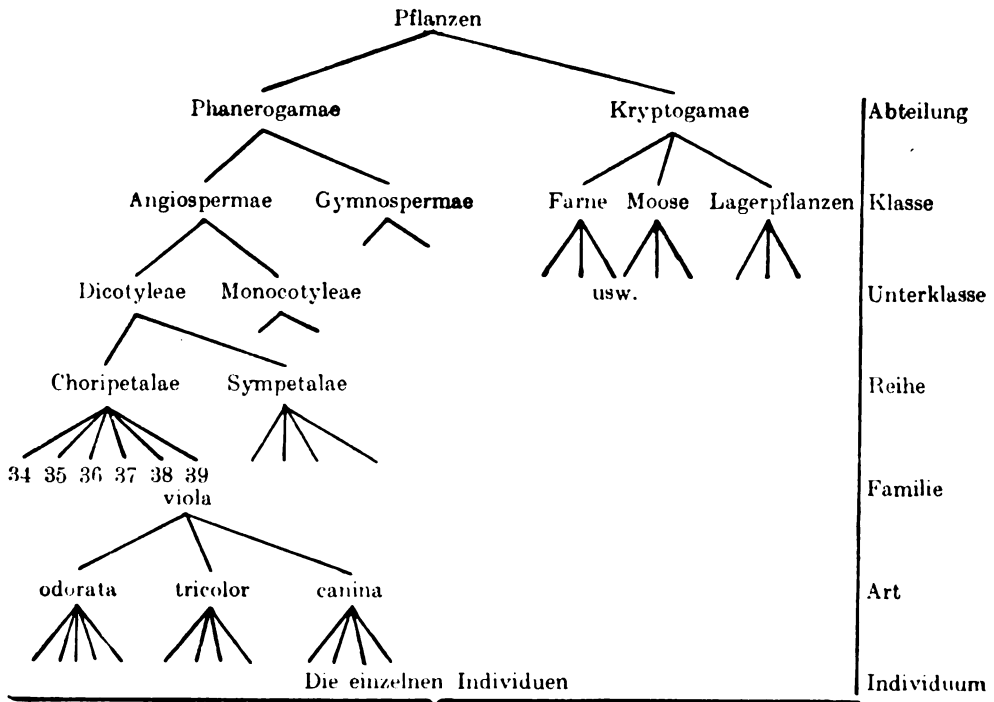 Pflanzen
Phanerogamae Kryptogamae Abteilung
Angiospermae Gymnospermae Farne Moose Lagerpflanzen Klasse
Dicotyleae Monocotyleae usw. Unterklasse
Choripetalae Sympetalae Reihe
34 35 36 37 38 39
viola Familie
odorata tricolor canina Art
Die einzelnen Individuen Individuum